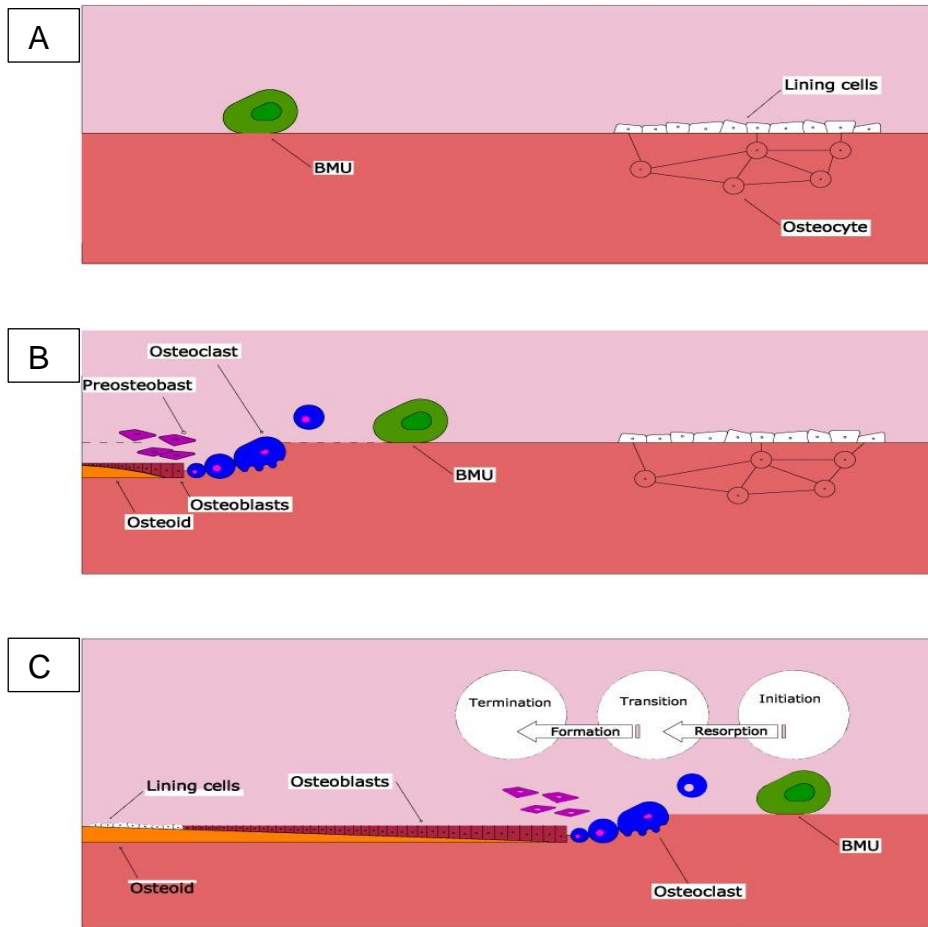 A
Lining cells
BMU
Osteocyte
B
Osteoclast
Preosteobast
BMU
Osteoblasts
Osteoid
C
Termination
Transition
Initiation
Formation
Resorption
Osteoblasts
Lining cells
BMU
Osteoclast
Osteoid